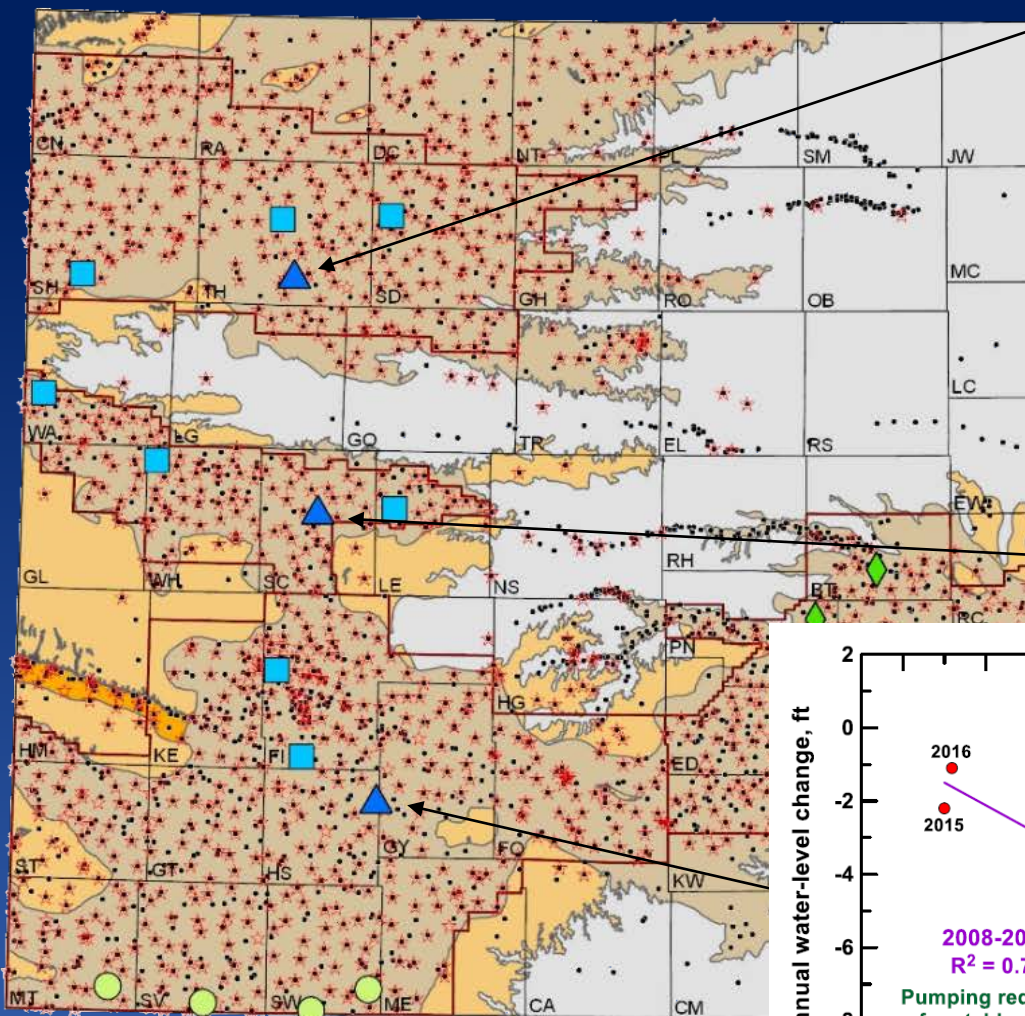 CN RA DC NT PL SM JW
SH TH SD GH RO OB MC
WA LG GO TR EL RS LC
GL WH SC LE NS RH BT EW
RC
HM KE FI HG PN ED
ST GT HS GY FO KW
MT SV SW ME CA CM
2
0
-2
-4
-6
nnual water-level change, ft
2016
2015
2008-20
R² = 0.7
Pumping rec